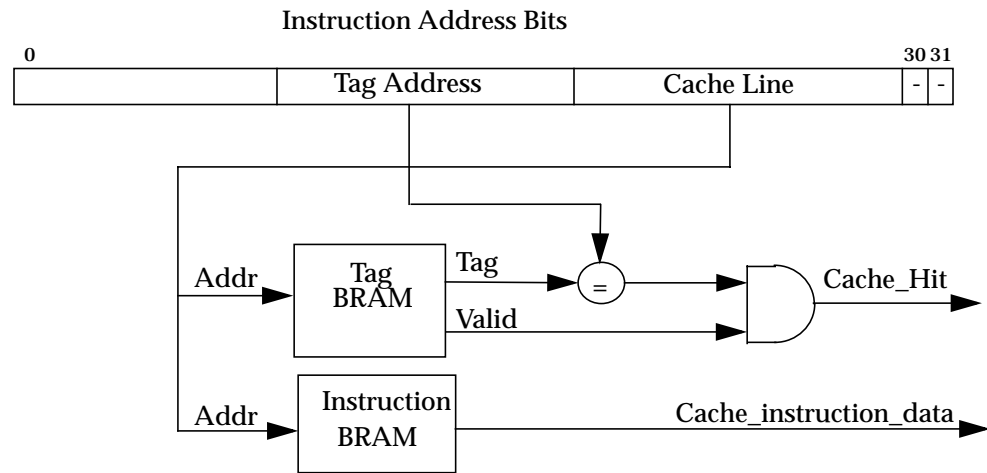 Instruction Address Bits
0 30 31
Tag Address Cache Line - -
Addr Tag BRAM Tag = Cache_Hit
Valid
Addr Instruction BRAM Cache_instruction_data